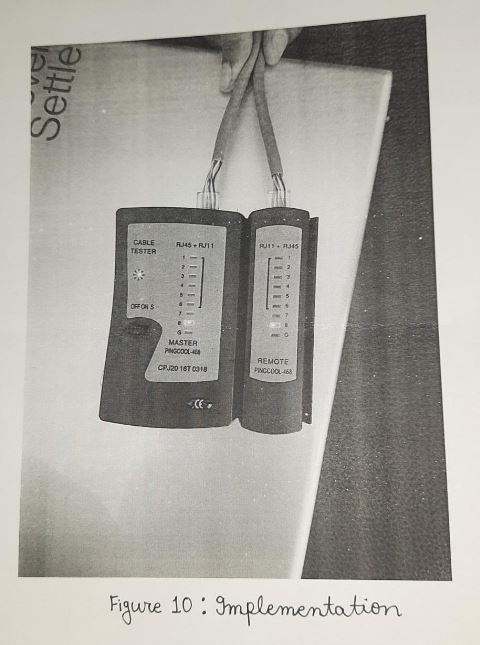 ever
Settle
CABLE
TESTER
OFF ON S
RJ45 + RJ11
1
2
3
4
5
6
7
8
G
MASTER
PINGCOOL-468
CPJ20 16T 0318
CE
RJ11 + RJ45
1
2
3
4
5
6
7
8
G
REMOTE
PINGCOOL-468
Figure 10 : Implementation